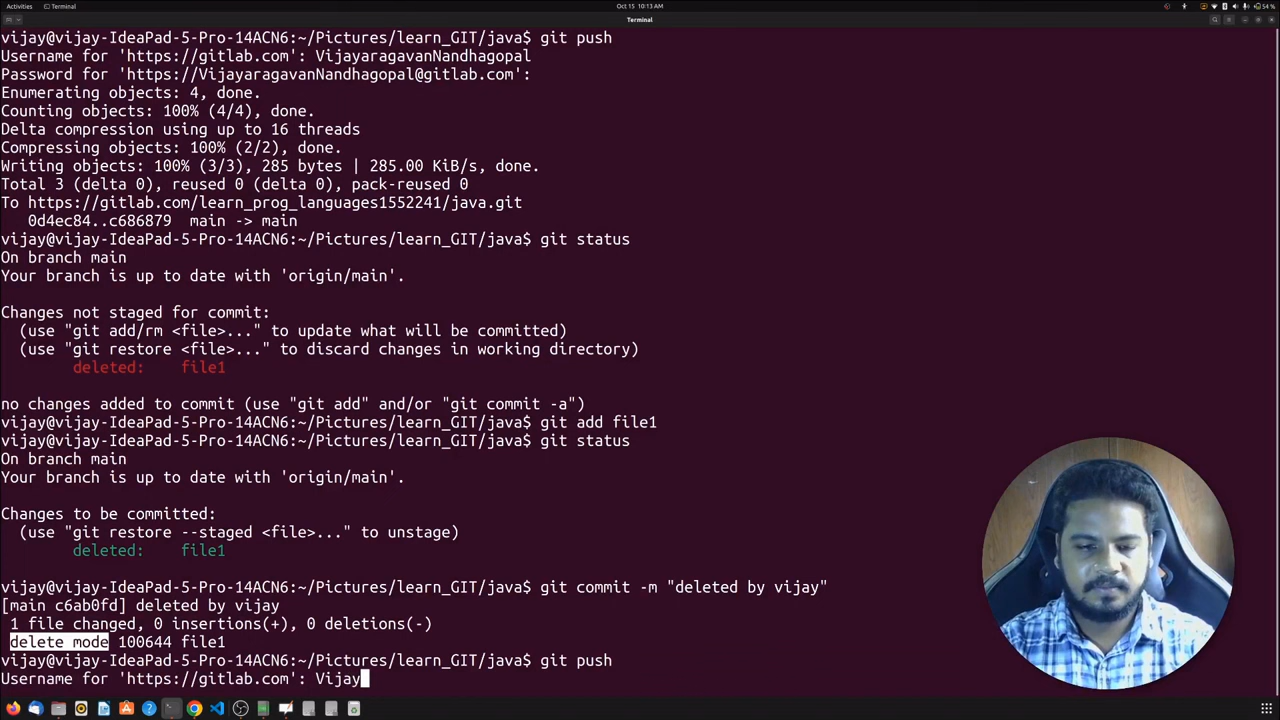 Activities Terminal Oct 15 10:13 AM 54 %
Terminal
vijay@vijay-IdeaPad-5-Pro-14ACN6:~/Pictures/learn_GIT/java$ git push
Username for 'https://gitlab.com': VijayaragavanNandhagopal
Password for 'https://VijayaragavanNandhagopal@gitlab.com':
Enumerating objects: 4, done.
Counting objects: 100% (4/4), done.
Delta compression using up to 16 threads
Compressing objects: 100% (2/2), done.
Writing objects: 100% (3/3), 285 bytes | 285.00 KiB/s, done.
Total 3 (delta 0), reused 0 (delta 0), pack-reused 0
To https://gitlab.com/learn_prog_languages1552241/java.git
   0d4ec84..c686879  main -> main
vijay@vijay-IdeaPad-5-Pro-14ACN6:~/Pictures/learn_GIT/java$ git status
On branch main
Your branch is up to date with 'origin/main'.
Changes not staged for commit:
  (use "git add/rm <file>..." to update what will be committed)
  (use "git restore <file>..." to discard changes in working directory)
        deleted:    file1
no changes added to commit (use "git add" and/or "git commit -a")
vijay@vijay-IdeaPad-5-Pro-14ACN6:~/Pictures/learn_GIT/java$ git add file1
vijay@vijay-IdeaPad-5-Pro-14ACN6:~/Pictures/learn_GIT/java$ git status
On branch main
Your branch is up to date with 'origin/main'.
Changes to be committed:
  (use "git restore --staged <file>..." to unstage)
        deleted:    file1
vijay@vijay-IdeaPad-5-Pro-14ACN6:~/Pictures/learn_GIT/java$ git commit -m "deleted by vijay"
[main c6ab0fd] deleted by vijay
 1 file changed, 0 insertions(+), 0 deletions(-)
 delete mode 100644 file1
vijay@vijay-IdeaPad-5-Pro-14ACN6:~/Pictures/learn_GIT/java$ git push
Username for 'https://gitlab.com': Vijay